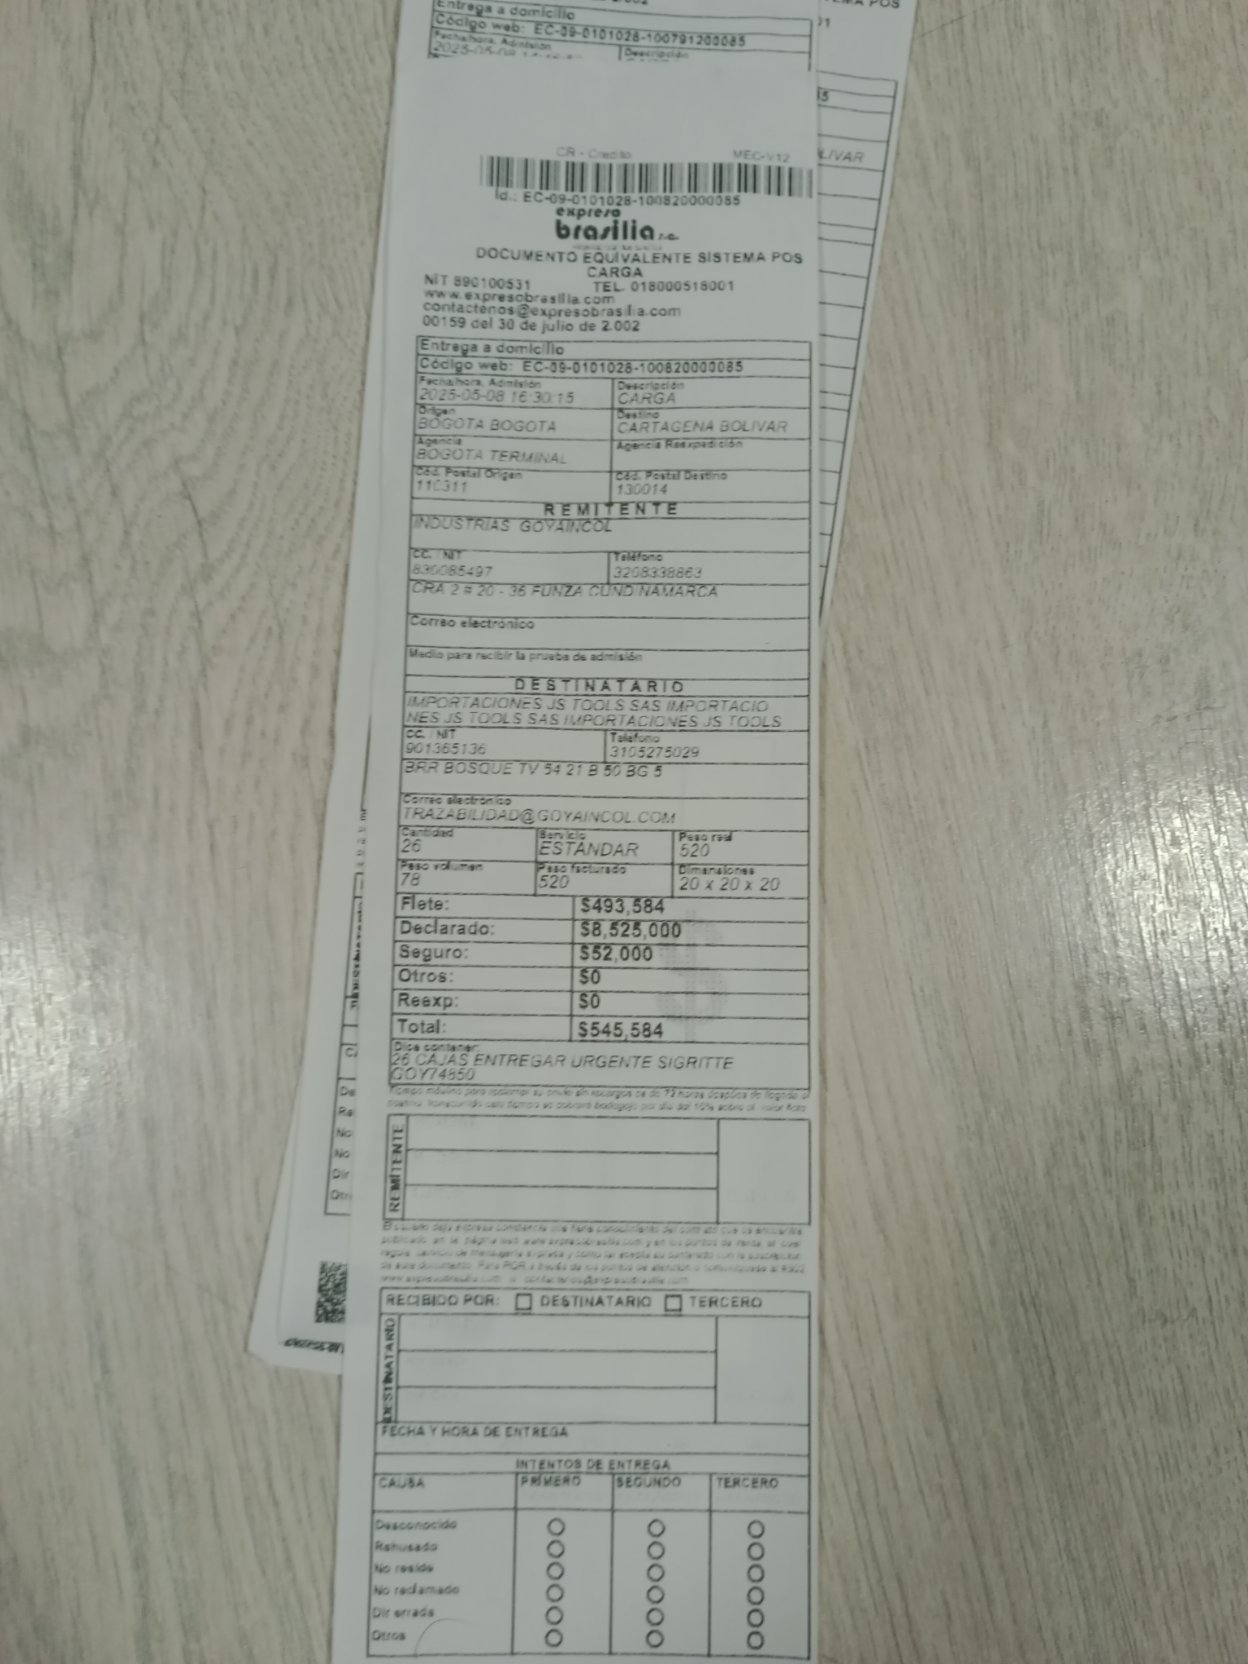 Entrega a domicilio
Código web: EC-09-0101028-100791200085
Fecha/hora, Admisión
Descripción
CR - Credito MEC-V12
Id.: EC-09-0101028-100820000085
expreso
brasilia s.a.
DOCUMENTO EQUIVALENTE SISTEMA POS
CARGA
NIT 890100531 TEL. 018000518001
www.expresobrasilia.com
contactenos@expresobrasilia.com
00159 del 30 de julio de 2.002
Entrega a domicilio
Código web: EC-09-0101028-100820000085
Fecha/hora, Admisión Descripción
2025-05-08 16:30:15 CARGA
Origen Destino
BOGOTA BOGOTA CARTAGENA BOLIVAR
Agencia Agencia Reexpedición
BOGOTA TERMINAL
Cód. Postal Origen Cód. Postal Destino
110311 130014
REMITENTE
INDUSTRIAS GOYAINCOL
CC. / NIT Teléfono
830085497 3208338863
CRA 2 # 20 - 36 FUNZA CUNDINAMARCA
Correo electrónico
Medio para recibir la prueba de admisión
DESTINATARIO
IMPORTACIONES JS TOOLS SAS IMPORTACIO
NES JS TOOLS SAS IMPORTACIONES JS TOOLS
CC. / NIT Teléfono
901365136 3105275029
BRR BOSQUE TV 54 21 B 50 BG 5
Correo electrónico
TRAZABILIDAD@GOYAINCOL.COM
Cantidad Servicio Peso real
26 ESTANDAR 520
Peso volumen Peso facturado Dimensiones
78 520 20 x 20 x 20
Flete: $493,584
Declarado: $8,525,000
Seguro: $52,000
Otros: $0
Reexp: $0
Total: $545,584
Dice contener:
26 CAJAS ENTREGAR URGENTE SIGRITTE
GOY74850
REMITENTE
RECIBIDO POR: DESTINATARIO TERCERO
DESTINATARIO
FECHA Y HORA DE ENTREGA
INTENTOS DE ENTREGA
CAUSA PRIMERO SEGUNDO TERCERO
Desconocido
Rehusado
No reside
No reclamado
Dir errada
Otros